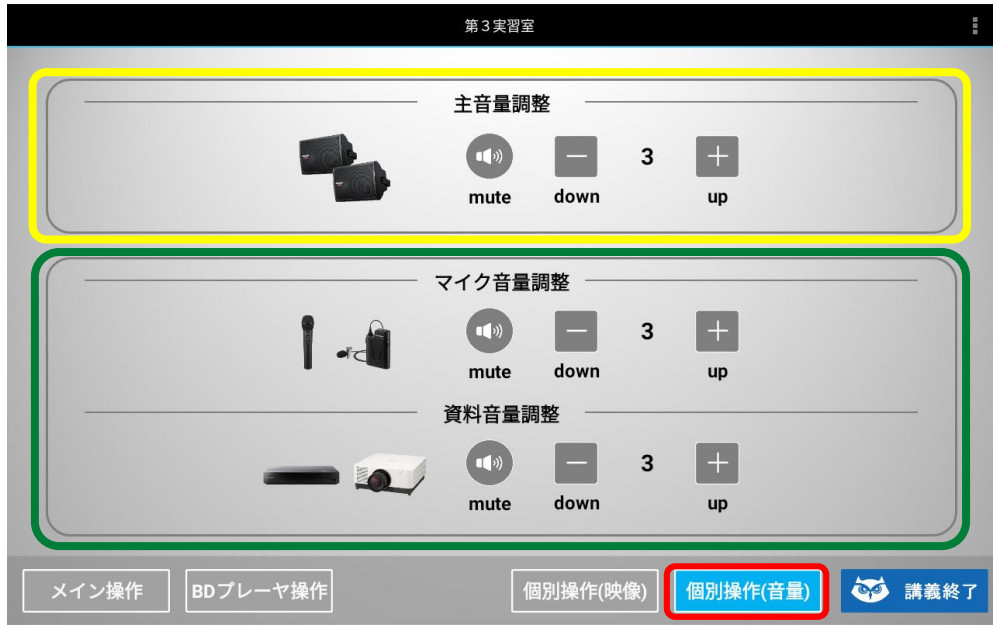 第３実習室
主音量調整
3
mute down up
マイク音量調整
3
mute down up
資料音量調整
3
mute down up
メイン操作 BDプレーヤ操作 個別操作(映像) 個別操作(音量) 講義終了